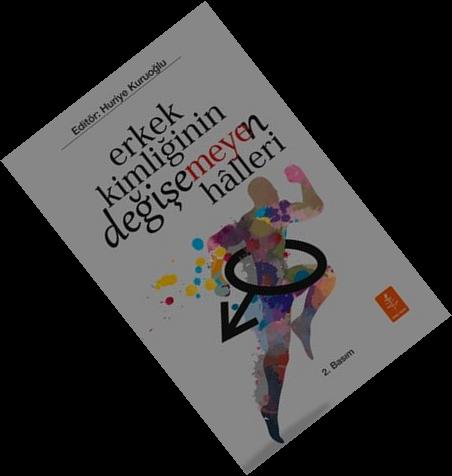 Editör: Huriye Kuruoğlu
erkek
kimliğinin
değişemeyen
hâlleri
2. Basım